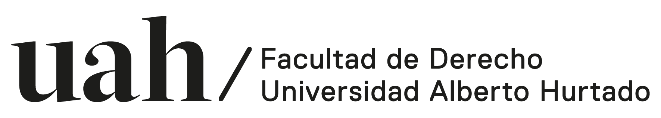 uah/
Facultad de Derecho
Universidad Alberto Hurtado